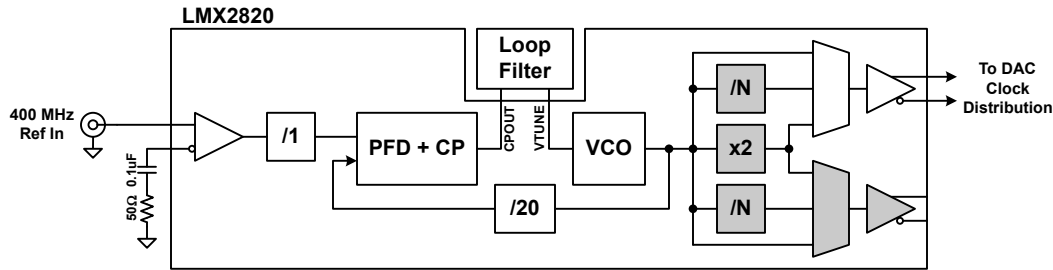 LMX2820
Loop
Filter
400 MHz
Ref In
/1
PFD + CP
CPOUT
VTUNE
VCO
/20
50Ω 0.1uF
/N
x2
/N
To DAC
Clock
Distribution